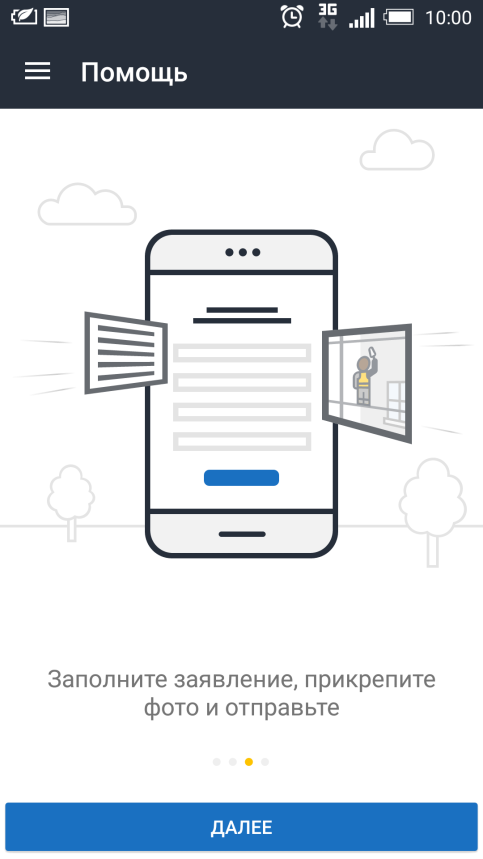 3G
10:00
Помощь
Заполните заявление, прикрепите
фото и отправьте
ДАЛЕЕ